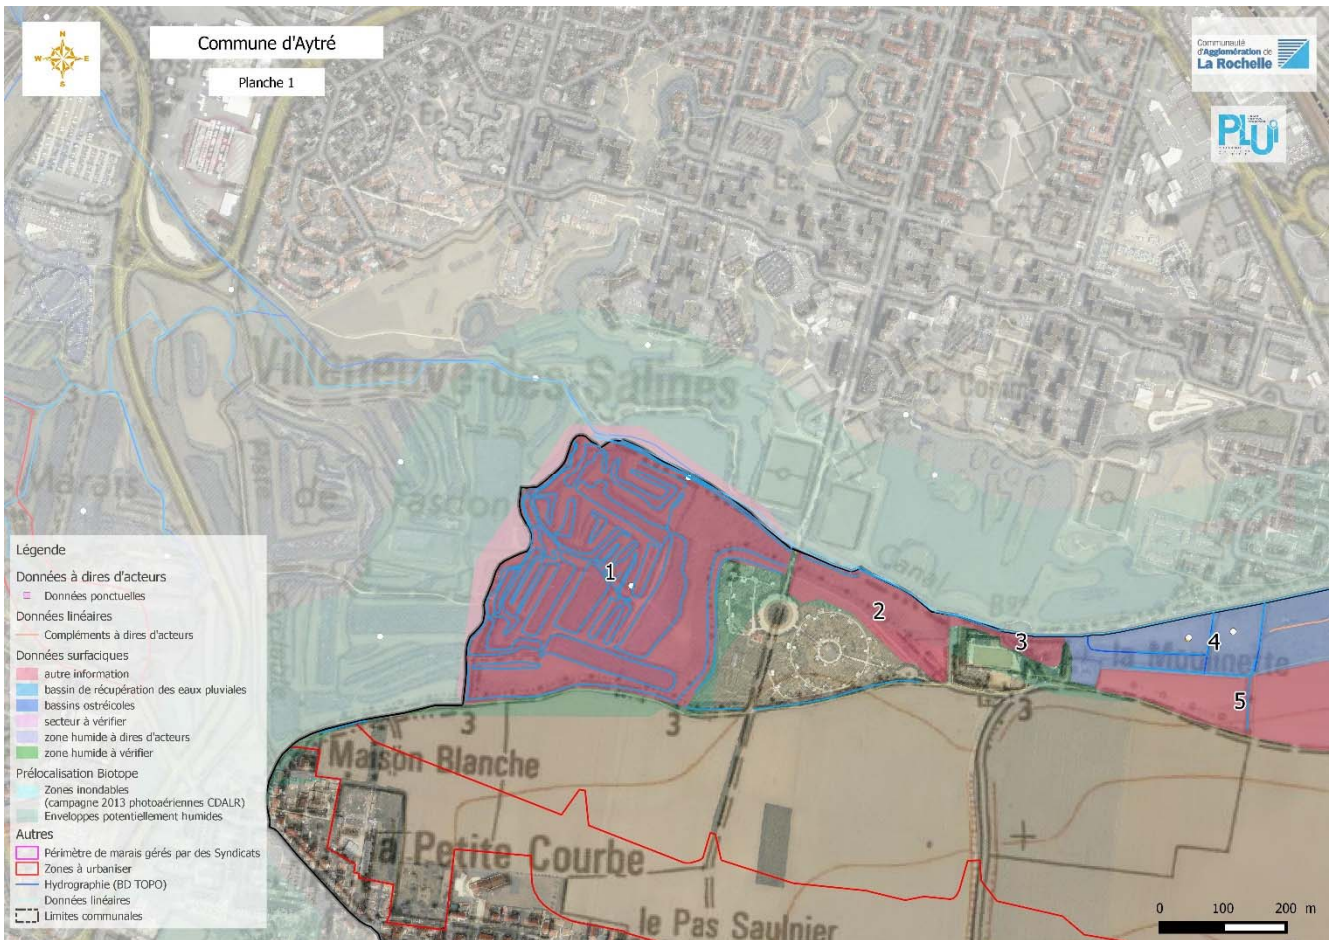 Commune d'Aytré
Planche 1
N
W E
S
Communauté
d'Agglomération de
La Rochelle
PLUi
Villeneuve des Salines
Marais
de Tasdon
C. Comm
Canal
la Moulinette
1
2
3
4
5
3
3
3
Maison Blanche
la Petite Courbe
le Pas Saulnier
Légende
Données à dires d'acteurs
Données ponctuelles
Données linéaires
Compléments à dires d'acteurs
Données surfaciques
autre information
bassin de récupération des eaux pluviales
bassins ostréicoles
secteur à vérifier
zone humide à dires d'acteurs
zone humide à vérifier
Prélocalisation Biotope
Zones inondables
(campagne 2013 photoaériennes CDALR)
Enveloppes potentiellement humides
Autres
Périmètre de marais gérés par des Syndicats
Zones à urbaniser
Hydrographie (BD TOPO)
Données linéaires
Limites communales
0 100 200 m